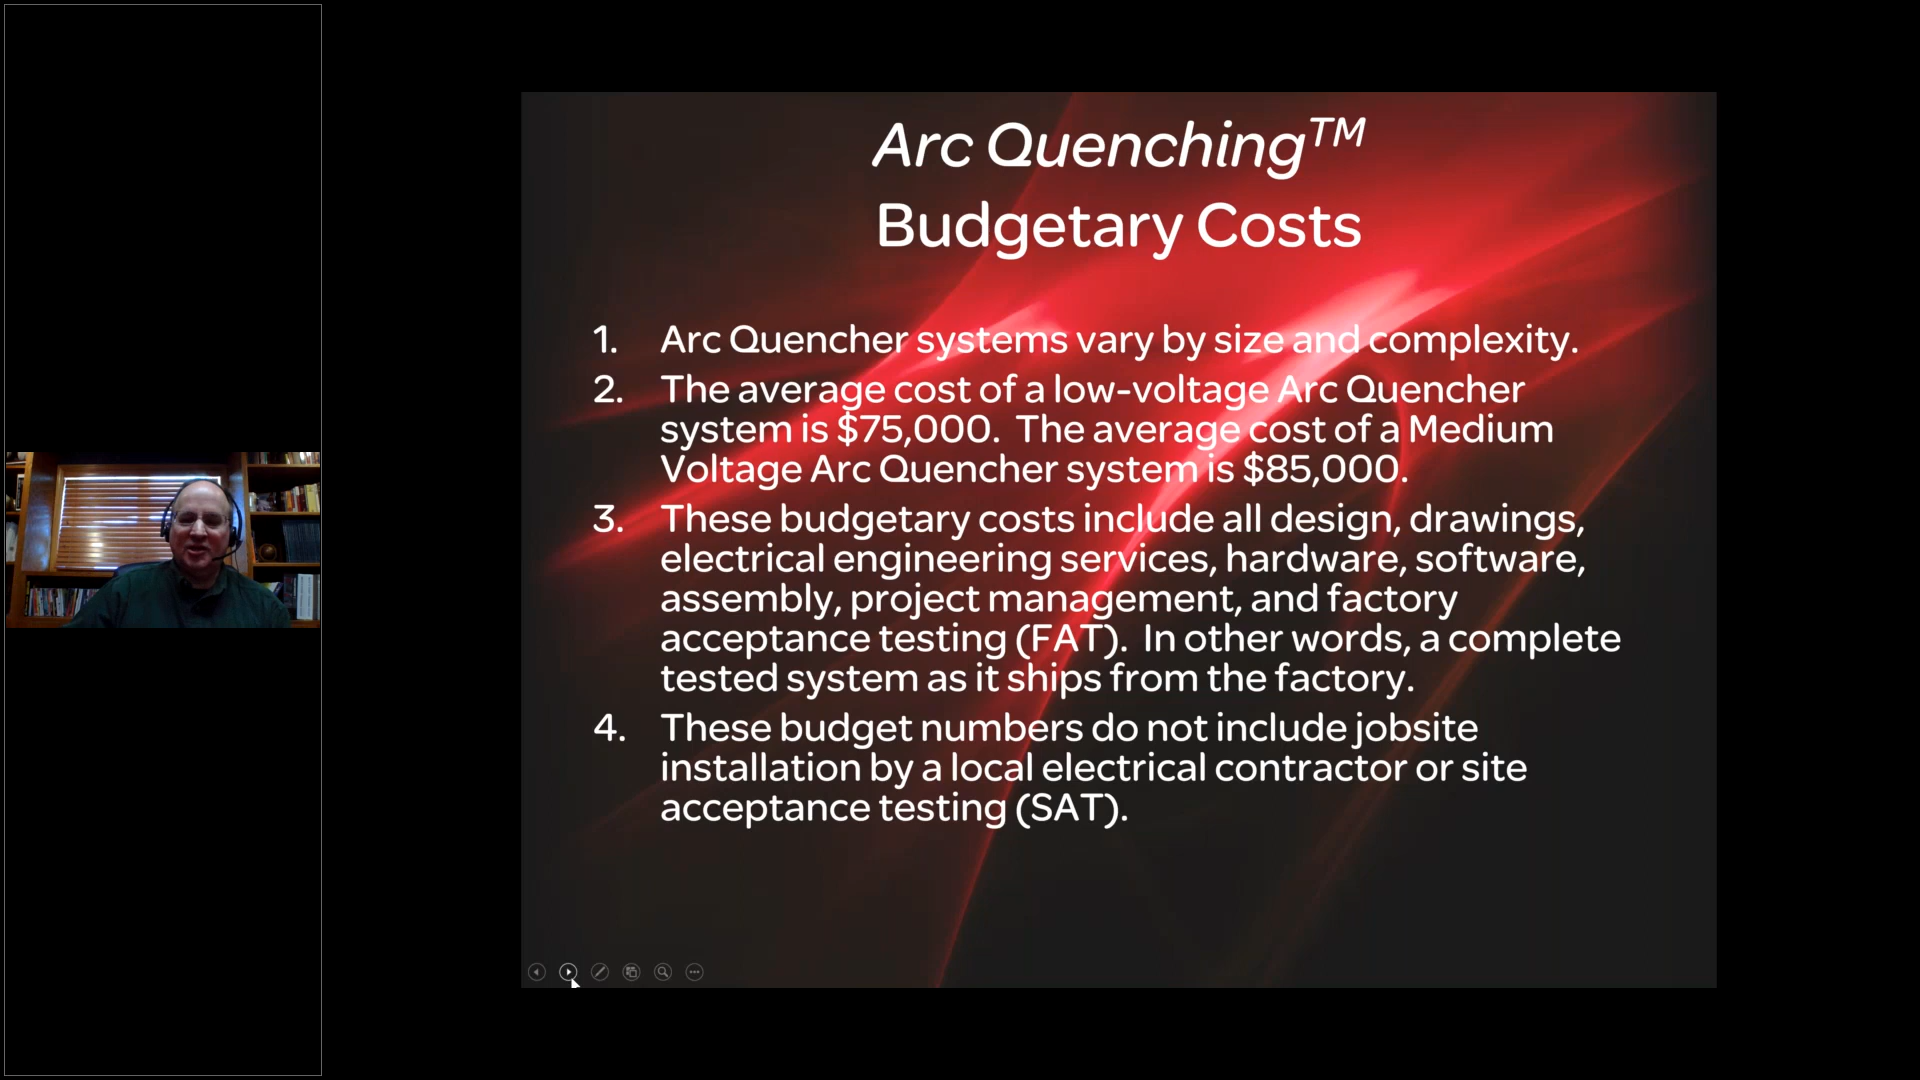 Arc Quenching™
Budgetary Costs
1. Arc Quencher systems vary by size and complexity.
2. The average cost of a low-voltage Arc Quencher
system is $75,000. The average cost of a Medium
Voltage Arc Quencher system is $85,000.
3. These budgetary costs include all design, drawings,
electrical engineering services, hardware, software,
assembly, project management, and factory
acceptance testing (FAT). In other words, a complete
tested system as it ships from the factory.
4. These budget numbers do not include jobsite
installation by a local electrical contractor or site
acceptance testing (SAT).